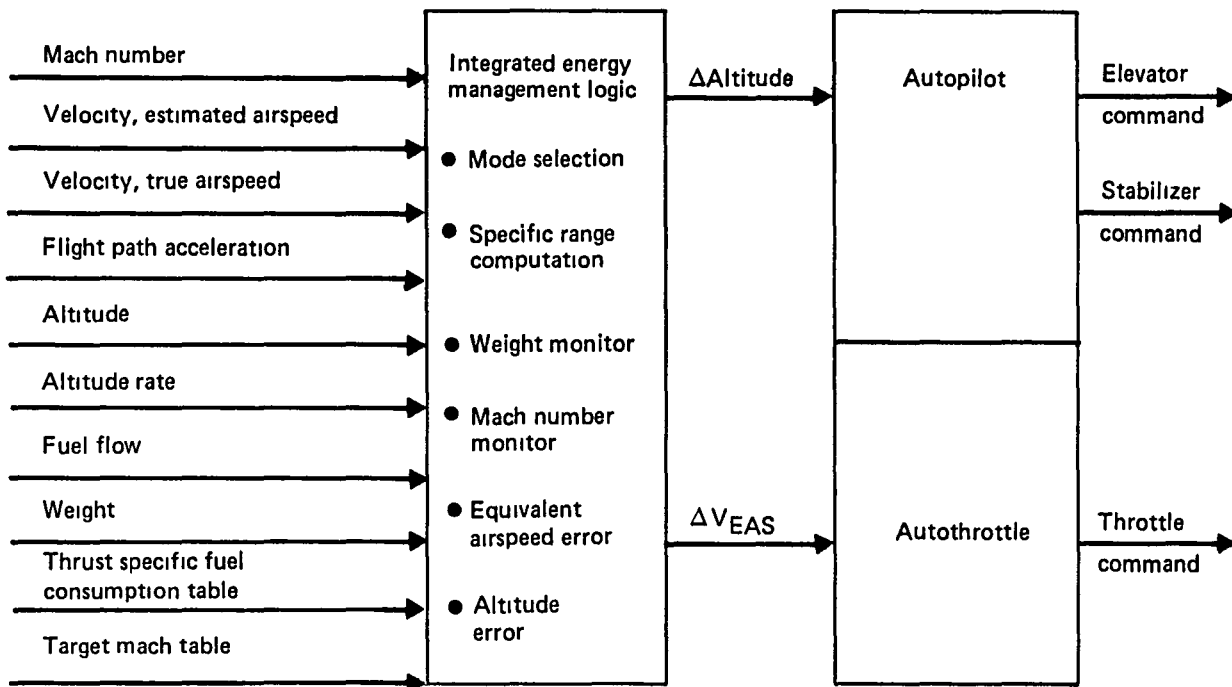 Mach number
Velocity, estimated airspeed
Velocity, true airspeed
Flight path acceleration
Altitude
Altitude rate
Fuel flow
Weight
Thrust specific fuel
consumption table
Target mach table
Integrated energy
management logic
● Mode selection
● Specific range
computation
● Weight monitor
● Mach number
monitor
● Equivalent
airspeed error
● Altitude
error
ΔAltitude
ΔVEAS
Autopilot
Autothrottle
Elevator
command
Stabilizer
command
Throttle
command